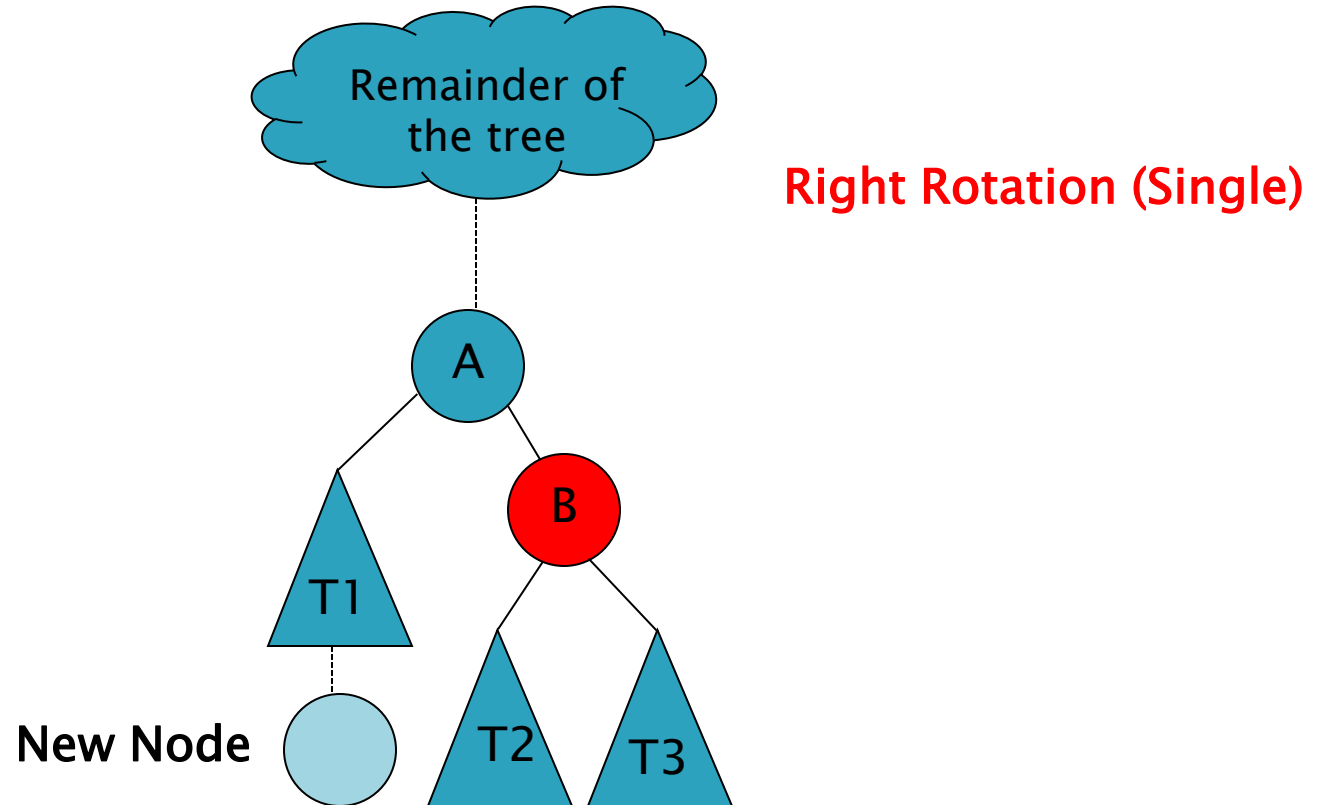 Remainder of
the tree
Right Rotation (Single)
A
B
T1
New Node
T2
T3